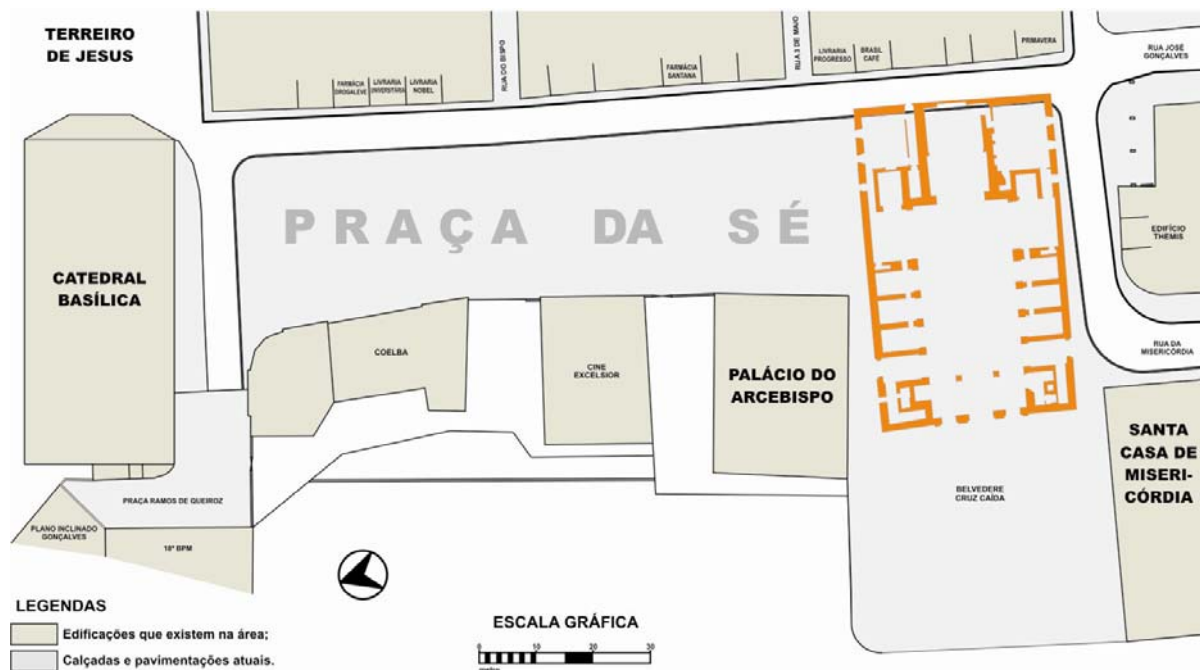 TERREIRO
DE JESUS
FARMÁCIA
DROGALEVE
LIVRARIA
UNIVERSITÁRIA
LIVRARIA
NOBEL
RUA DO BISPO
FARMÁCIA
SANTANA
RUA 3 DE MAIO
LIVRARIA
PROGRESSO
BRASIL
CAFÉ
PRIMAVERA
RUA JOSÉ
GONÇALVES
PRAÇA DA SÉ
CATEDRAL
BASÍLICA
EDIFÍCIO
THEMIS
COELBA
CINE
EXCELSIOR
PALÁCIO DO
ARCEBISPO
RUA DA
MISERICÓRDIA
SANTA
CASA DE
MISERI-
CÓRDIA
BELVEDERE
CRUZ CAÍDA
PRAÇA RAMOS DE QUEIROZ
PLANO INCLINADO
GONÇALVES
18º BPM
LEGENDAS
Edificações que existem na área;
Calçadas e pavimentações atuais.
ESCALA GRÁFICA
0 10 20 30